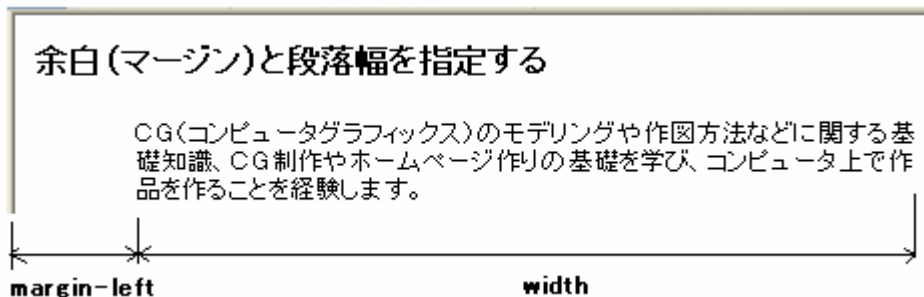 余白(マージン)と段落幅を指定する
CG(コンピュータグラフィックス)のモデリングや作図方法などに関する基
礎知識、CG制作やホームページ作りの基礎を学び、コンピュータ上で作
品を作ることを経験します。
margin-left
width